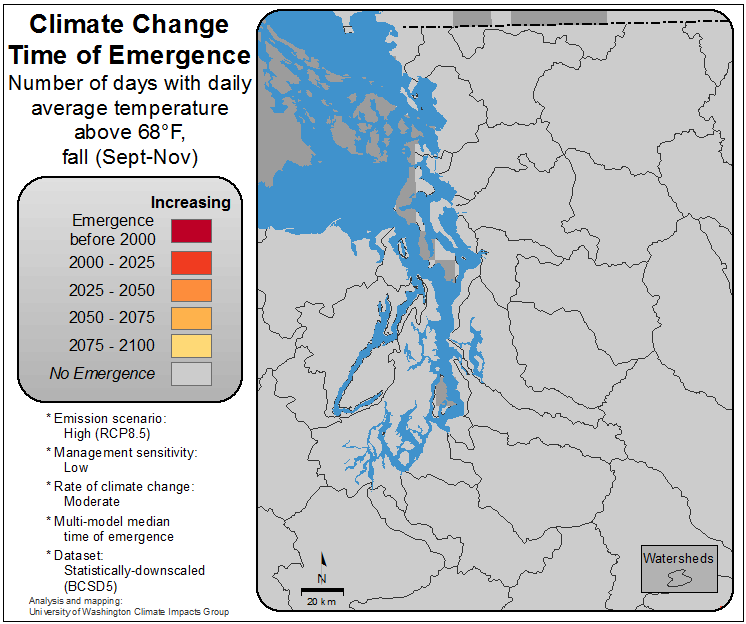 Climate Change
Time of Emergence
Number of days with daily
average temperature
above 68°F,
fall (Sept-Nov)
Increasing
Emergence
before 2000
2000 - 2025
2025 - 2050
2050 - 2075
2075 - 2100
No Emergence
* Emission scenario:
High (RCP8.5)
* Management sensitivity:
Low
* Rate of climate change:
Moderate
* Multi-model median
time of emergence
* Dataset:
Statistically-downscaled
(BCSD5)
Analysis and mapping:
University of Washington Climate Impacts Group
N
20 km
Watersheds